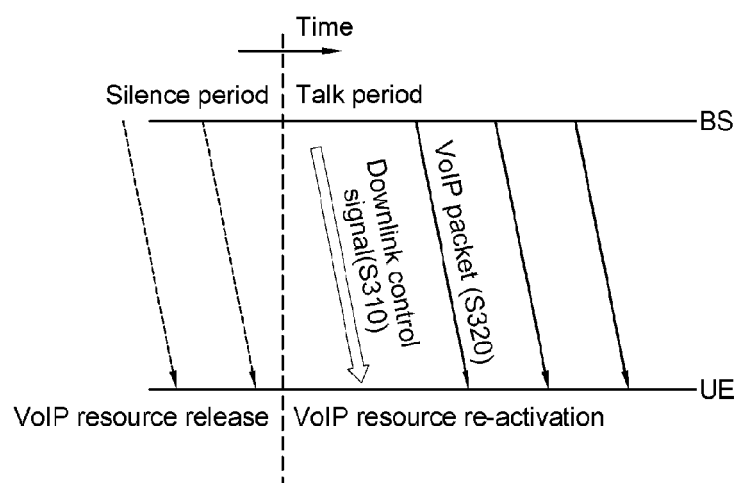 Time
Silence period
Talk period
BS
Downlink control
signal(S310)
VoIP packet (S320)
UE
VoIP resource release
VoIP resource re-activation